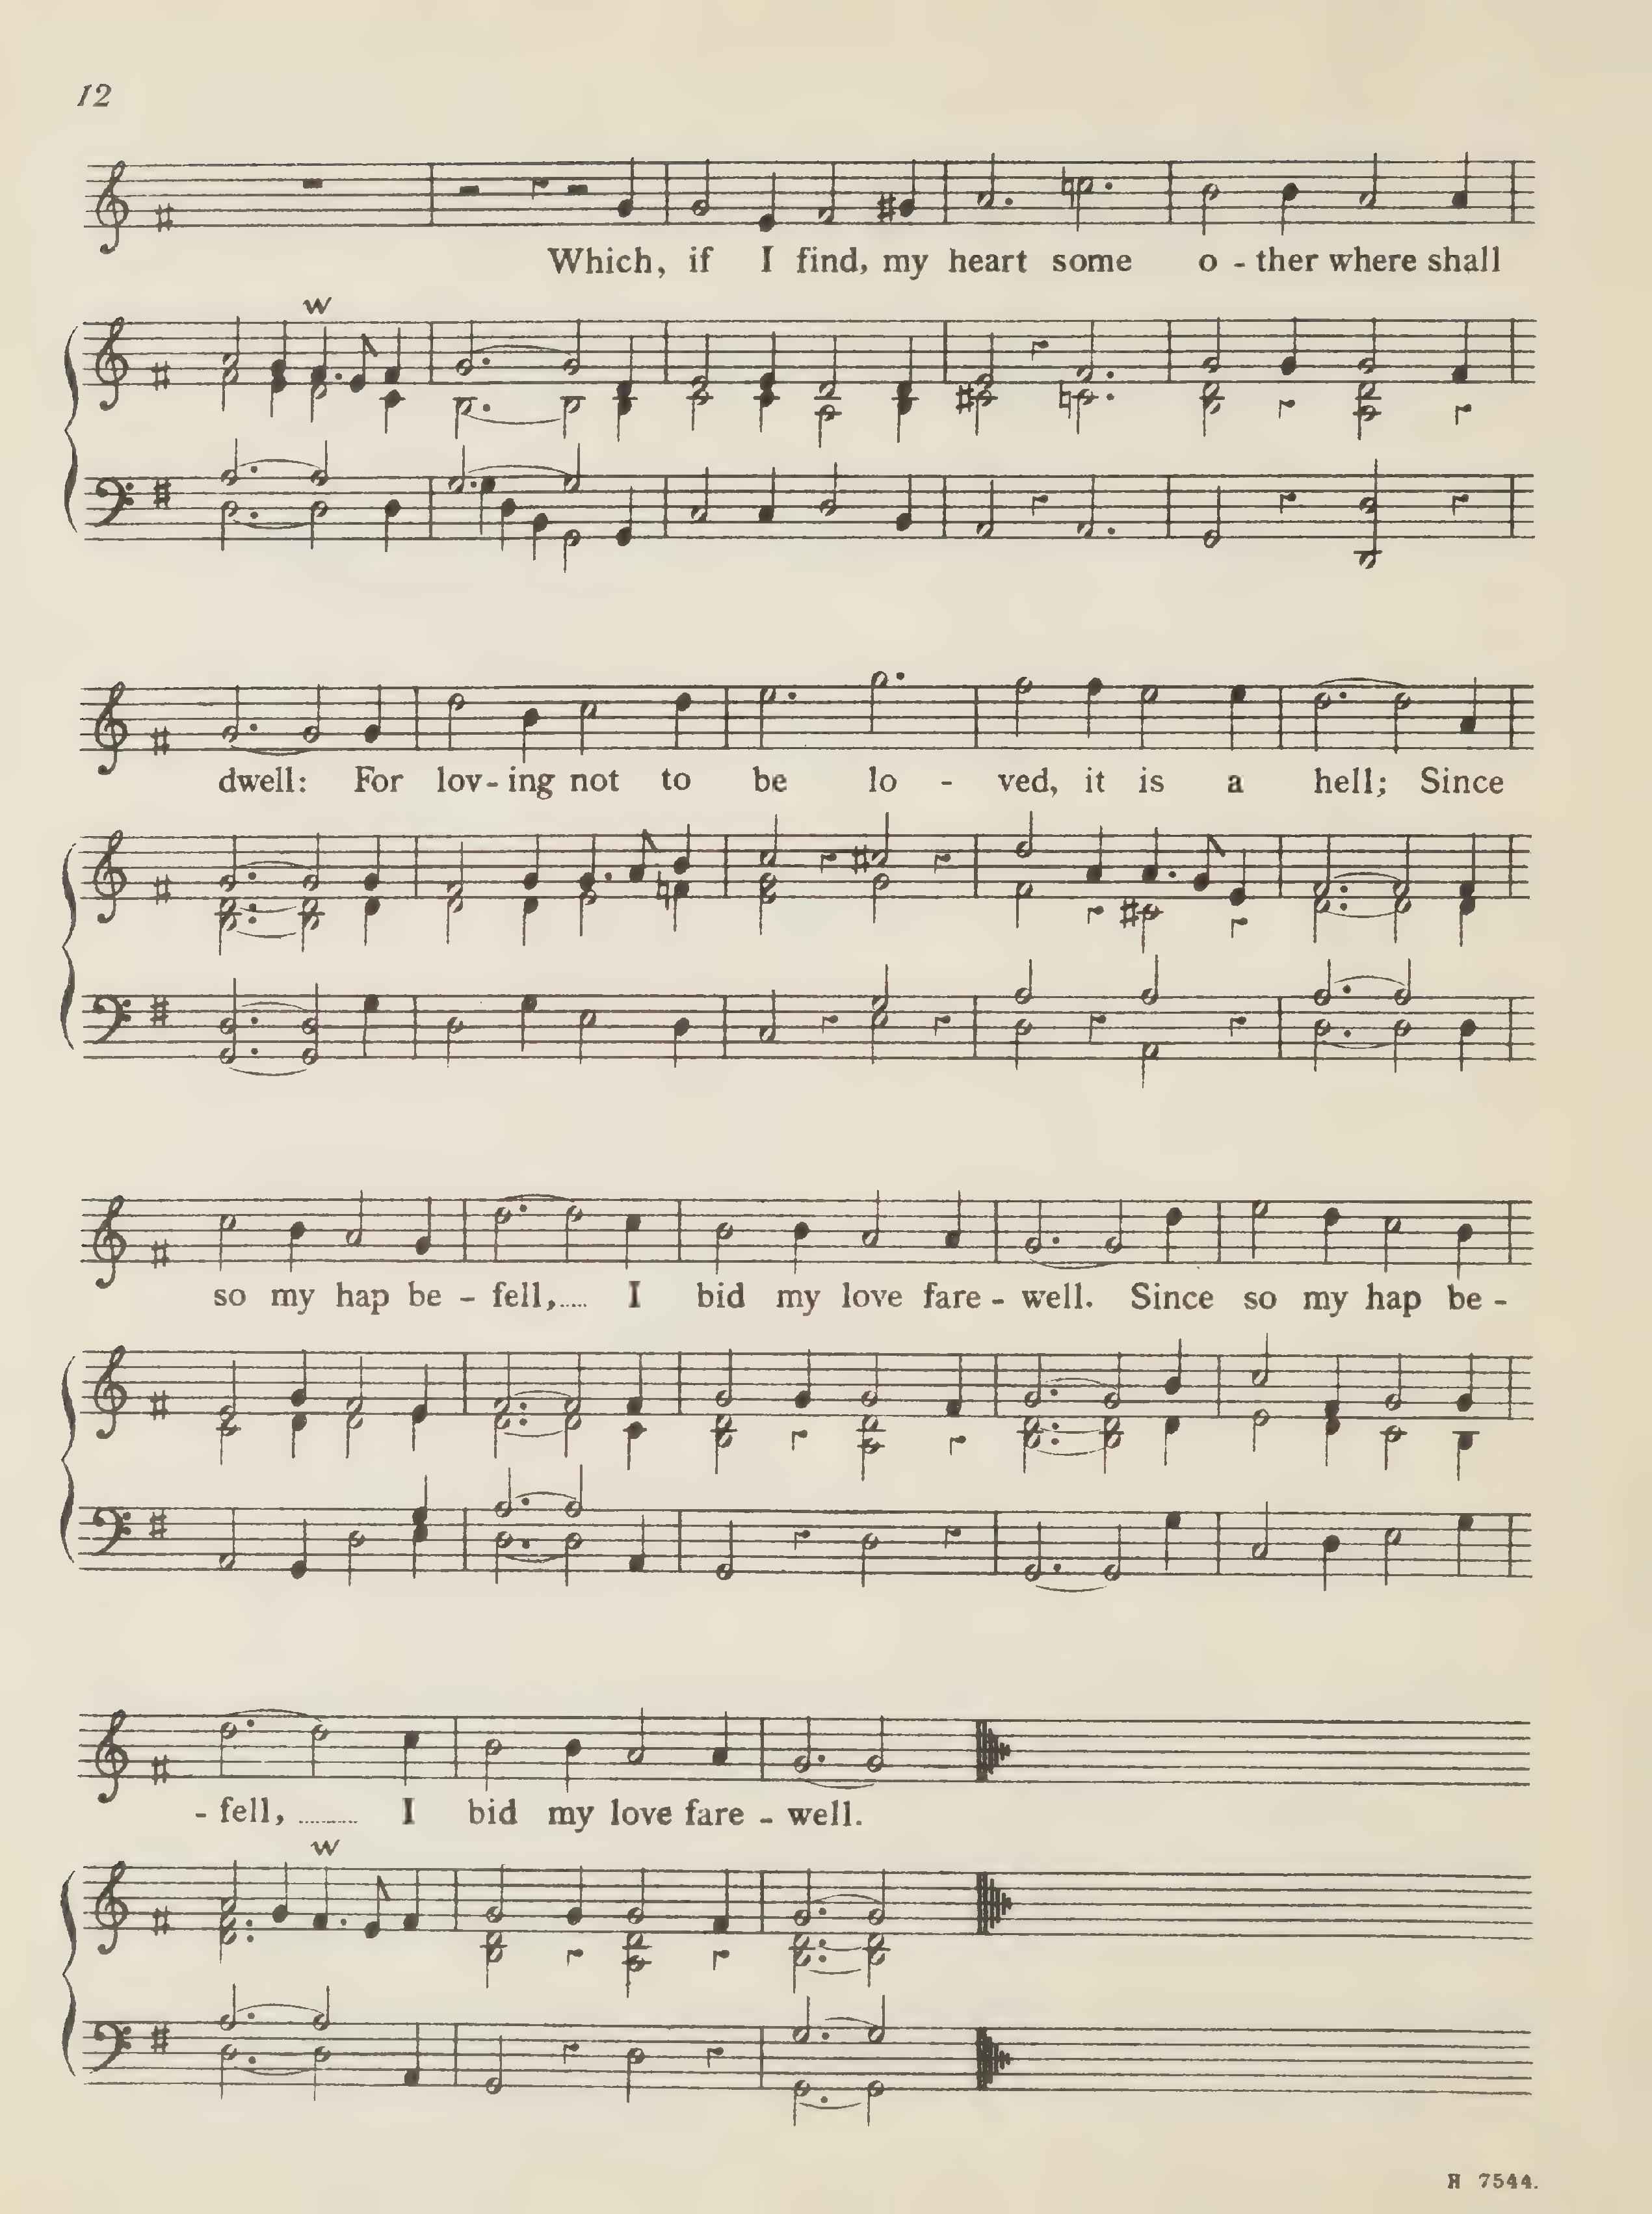 12
Which, if I find, my heart some o - ther where shall
w
dwell: For lov - ing not to be lo - ved, it is a hell; Since
so my hap be - fell,..... I bid my love fare - well. Since so my hap be -
- fell, .......... I bid my love fare - well.
w
H 7544.